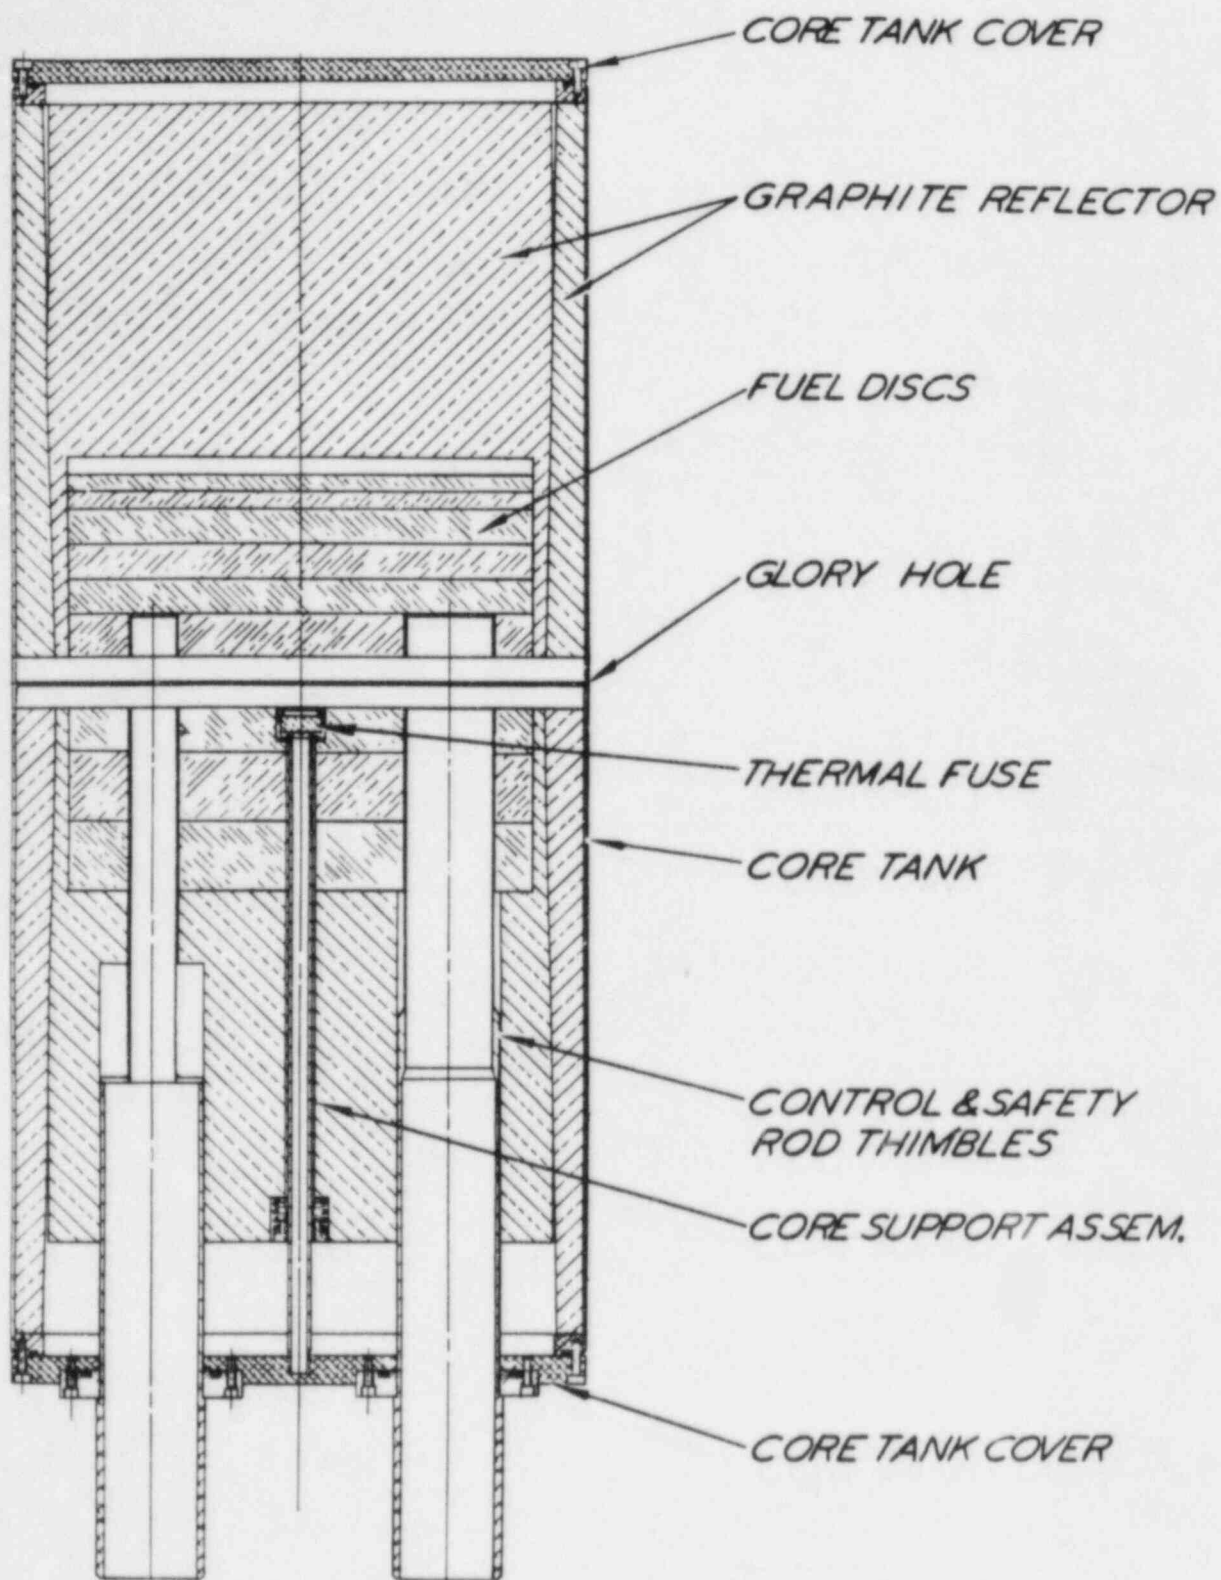 CORE TANK COVER
GRAPHITE REFLECTOR
FUEL DISCS
GLORY HOLE
THERMAL FUSE
CORE TANK
CONTROL & SAFETY
ROD THIMBLES
CORE SUPPORT ASSEM.
CORE TANK COVER